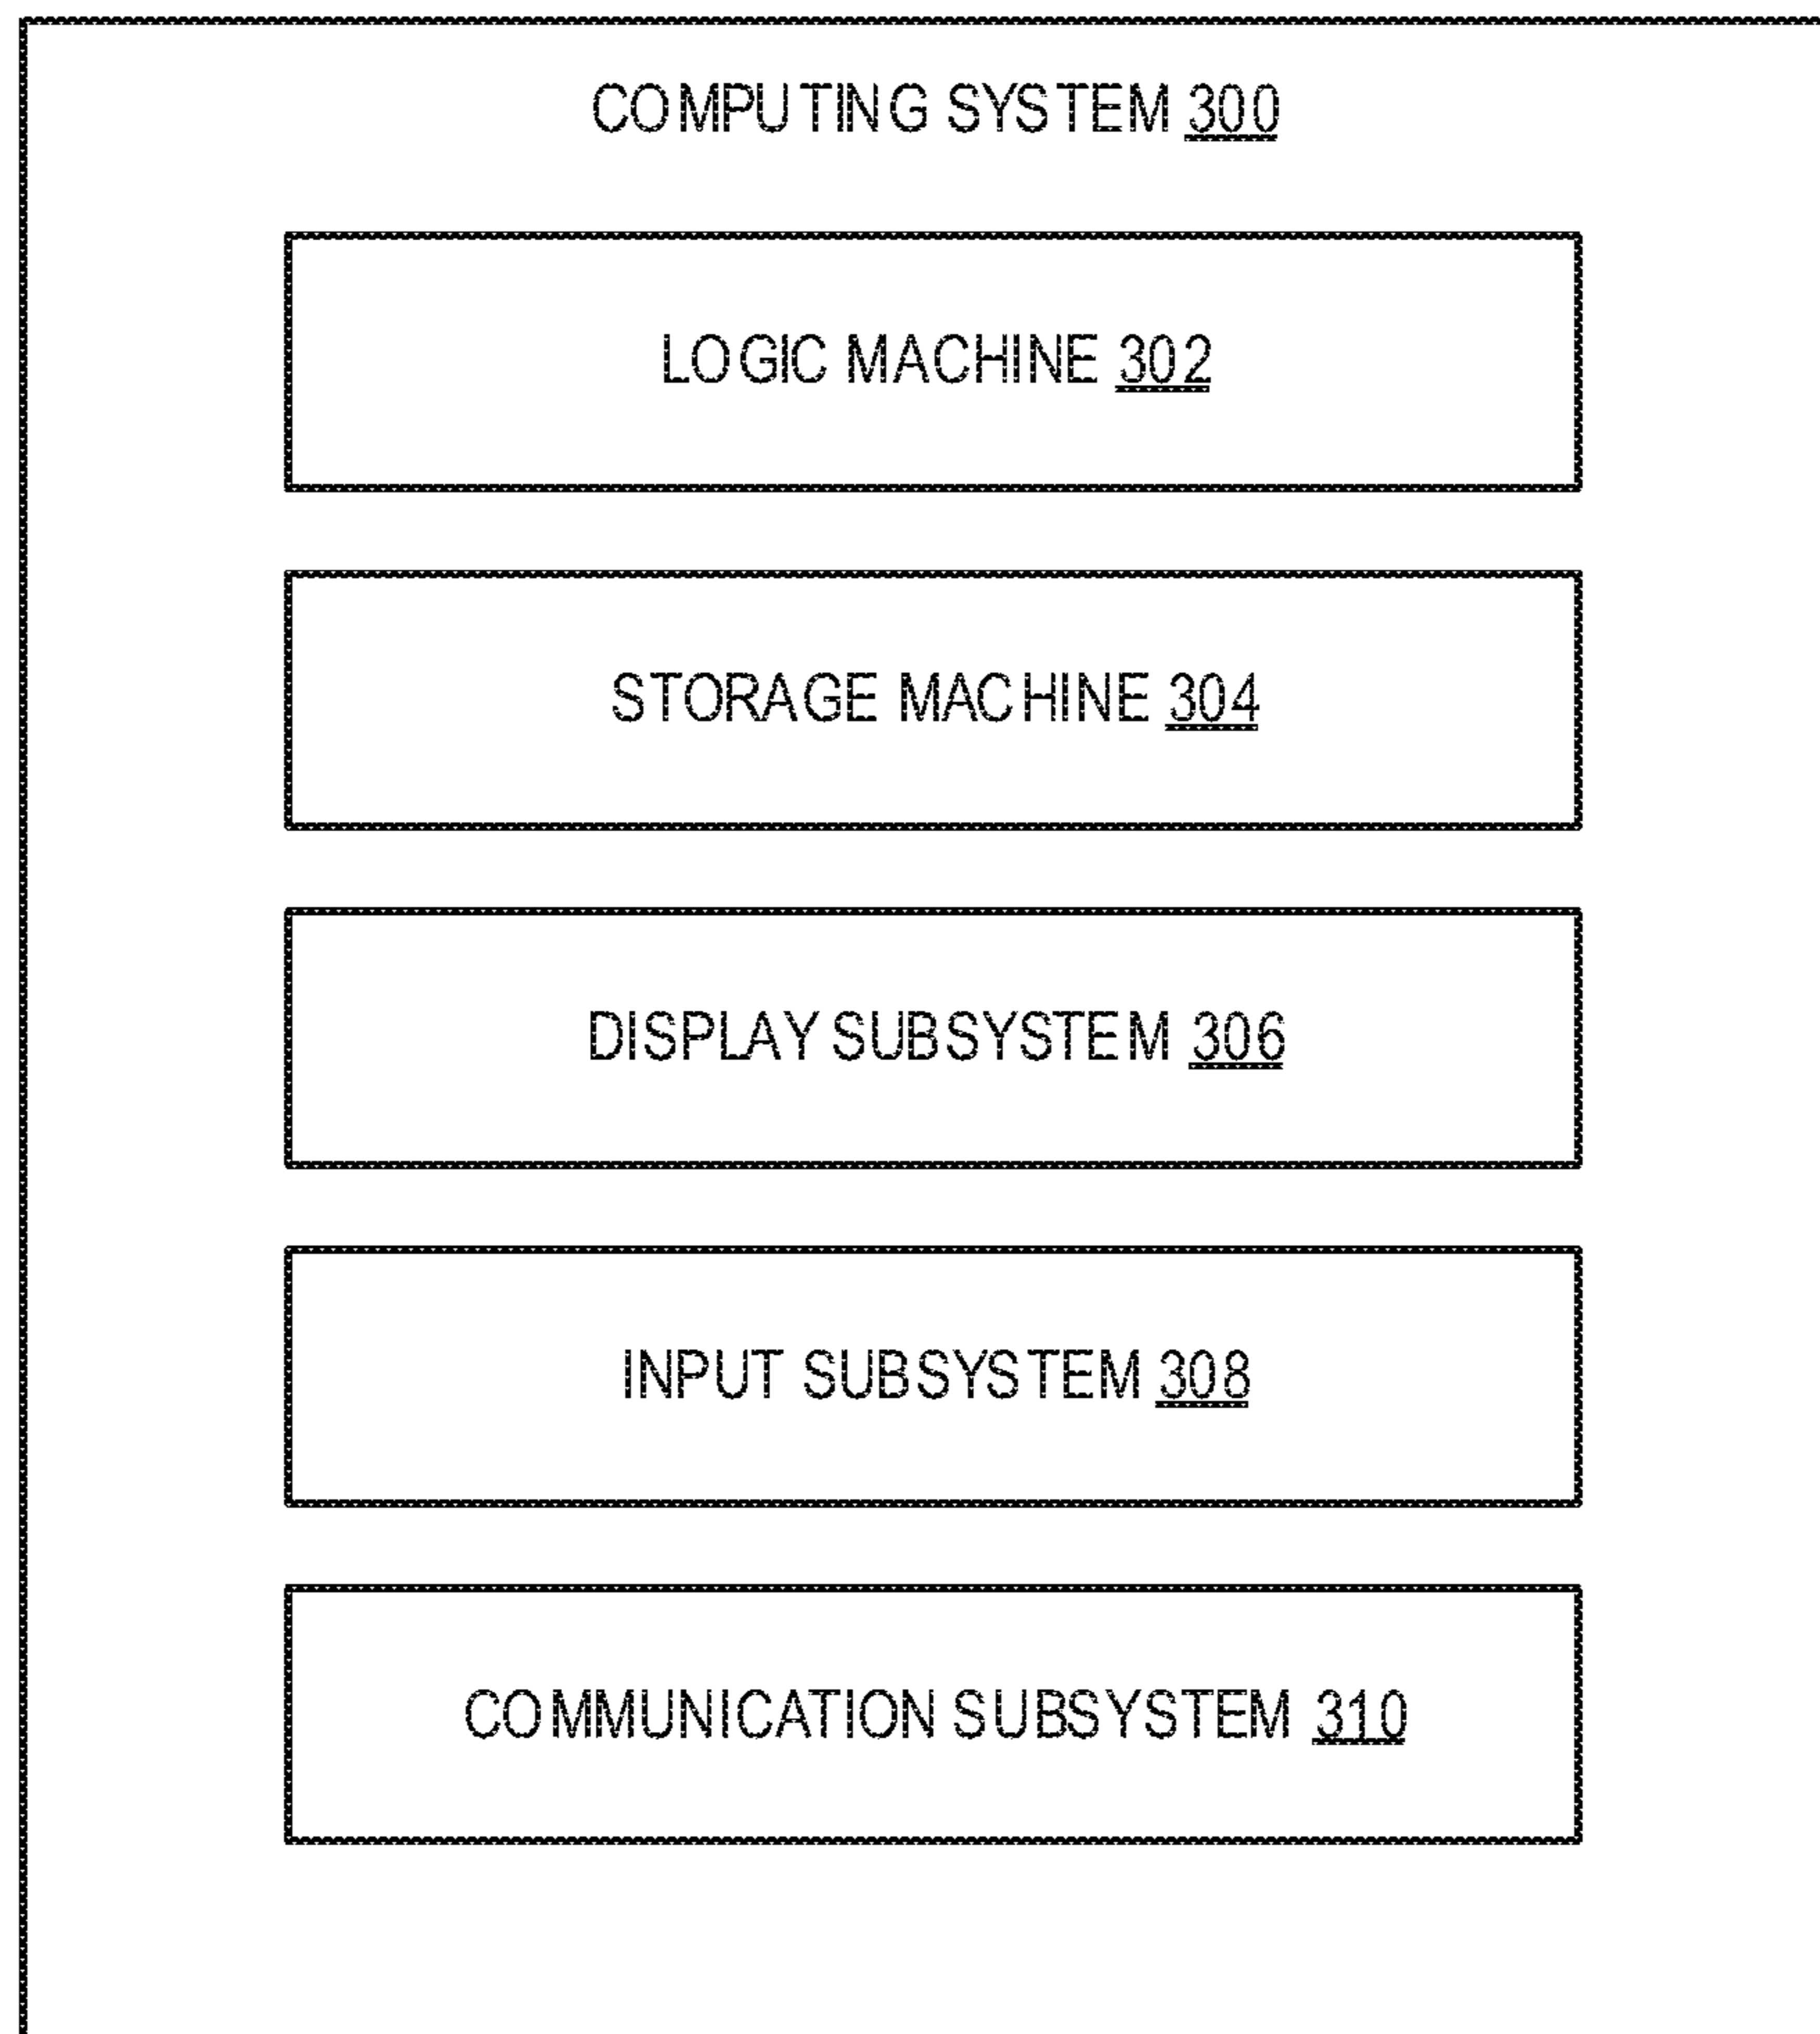 COMPUTING SYSTEM 300
LOGIC MACHINE 302
STORAGE MACHINE 304
DISPLAY SUBSYSTEM 306
INPUT SUBSYSTEM 308
COMMUNICATION SUBSYSTEM 310